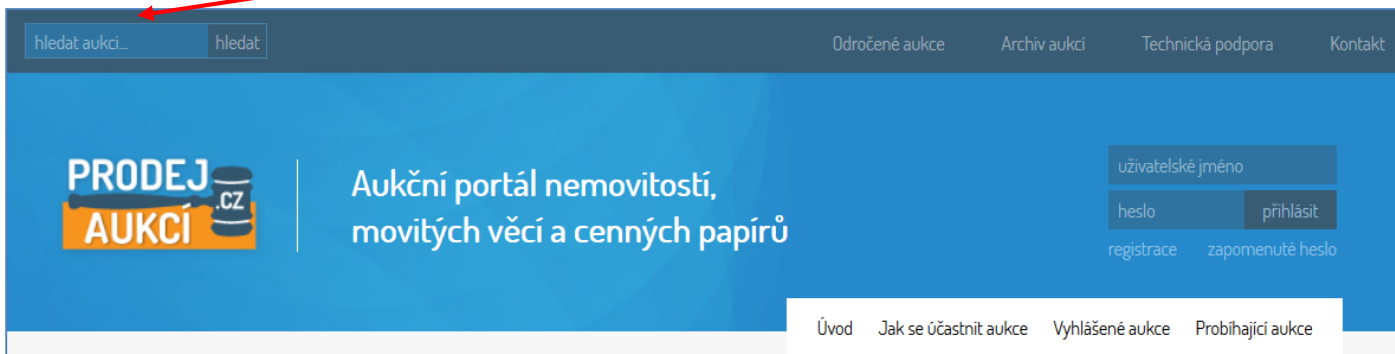 hledat aukci... hledat Odročené aukce Archiv aukcí Technická podpora Kontakt
PRODEJ
.CZ
AUKCÍ
Aukční portál nemovitostí,
movitých věcí a cenných papírů
uživatelské jméno
heslo přihlásit
registrace zapomenuté heslo
Úvod Jak se účastnit aukce Vyhlášené aukce Probíhající aukce